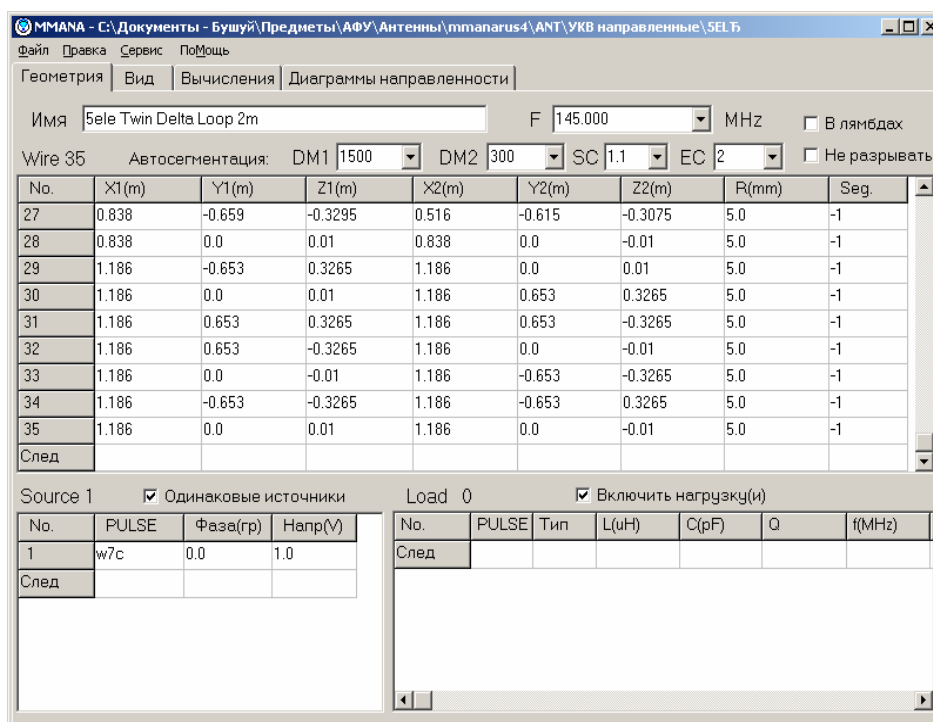 MMANA - C:\Документы - Бушуй\Предметы\АФУ\Антенны\mmanarus4\ANT\УКВ направленные\5ELЂ
Файл Правка Сервис ПоМощь
Геометрия Вид Вычисления Диаграммы направленности
Имя 5ele Twin Delta Loop 2m F 145.000 MHz В лямбдах
Wire 35 Автосегментация: DM1 1500 DM2 300 SC 1.1 EC 2 Не разрывать
No. X1(m) Y1(m) Z1(m) X2(m) Y2(m) Z2(m) R(mm) Seg.
27 0.838 -0.659 -0.3295 0.516 -0.615 -0.3075 5.0 -1
28 0.838 0.0 0.01 0.838 0.0 -0.01 5.0 -1
29 1.186 -0.653 0.3265 1.186 0.0 0.01 5.0 -1
30 1.186 0.0 0.01 1.186 0.653 0.3265 5.0 -1
31 1.186 0.653 0.3265 1.186 0.653 -0.3265 5.0 -1
32 1.186 0.653 -0.3265 1.186 0.0 -0.01 5.0 -1
33 1.186 0.0 -0.01 1.186 -0.653 -0.3265 5.0 -1
34 1.186 -0.653 -0.3265 1.186 -0.653 0.3265 5.0 -1
35 1.186 0.0 0.01 1.186 0.0 -0.01 5.0 -1
След
Source 1 Одинаковые источники Load 0 Включить нагрузку(и)
No. PULSE Фаза(гр) Напр(V) No. PULSE Тип L(uH) C(pF) Q f(MHz)
1 w7c 0.0 1.0 След
След